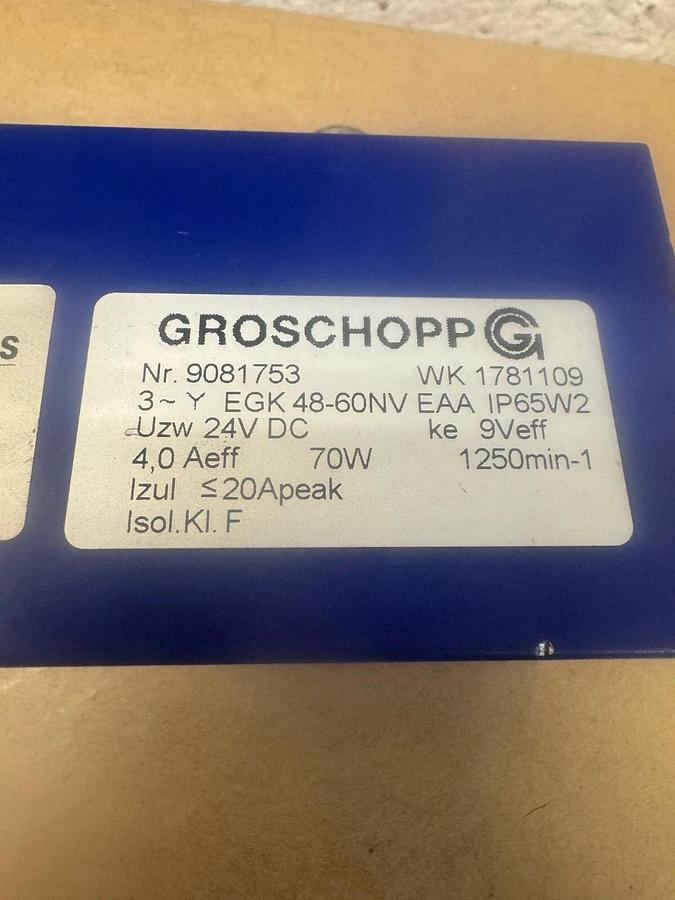 s
GROSCHOPP G
Nr. 9081753 WK 1781109
3~ Y EGK 48-60NV EAA IP65W2
Uzw 24V DC ke 9Veff
4,0 Aeff 70W 1250min-1
Izul ≤20Apeak
Isol.Kl. F